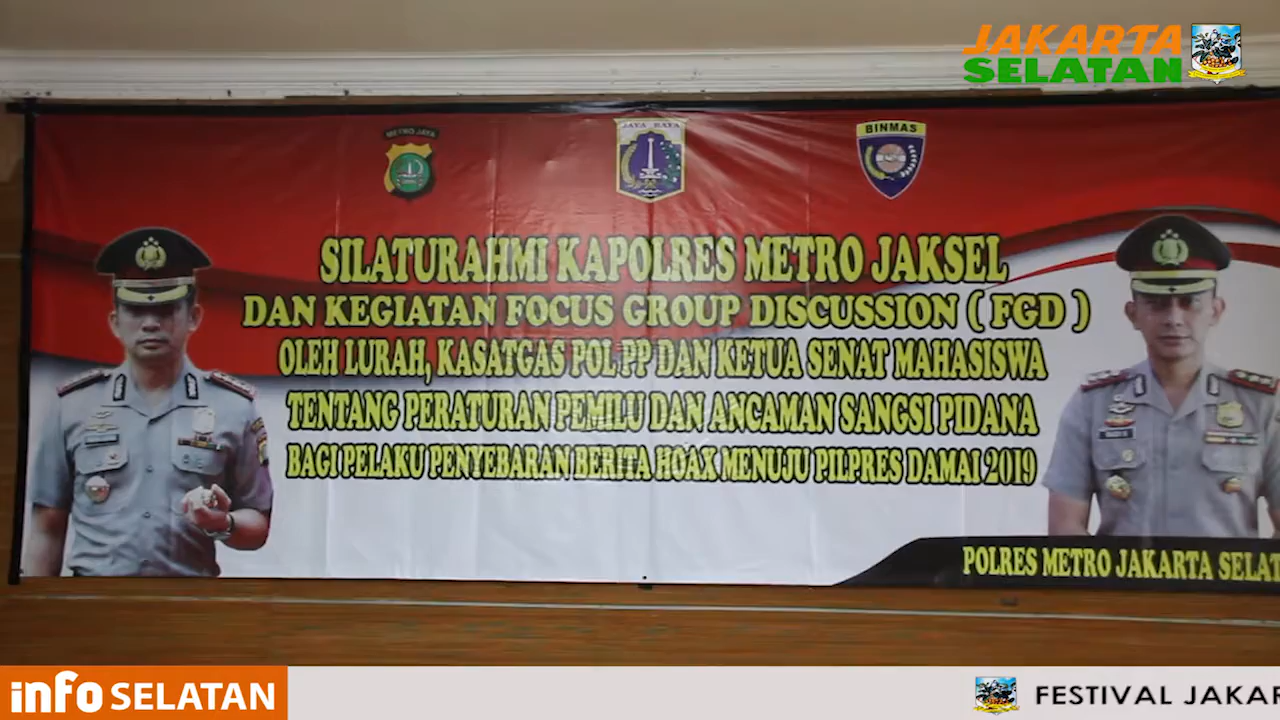 JAKARTA
SELATAN
METRO JAYA
JAYA RAYA
BINMAS
SILATURAHMI KAPOLRES METRO JAKSEL
DAN KEGIATAN FOCUS GROUP DISCUSSION ( FGD )
OLEH LURAH, KASATGAS POL PP DAN KETUA SENAT MAHASISWA
TENTANG PERATURAN PEMILU DAN ANCAMAN SANGSI PIDANA
BAGI PELAKU PENYEBARAN BERITA HOAX MENUJU PILPRES DAMAI 2019
POLRES METRO JAKARTA SELAT
info SELATAN
FESTIVAL JAKAR